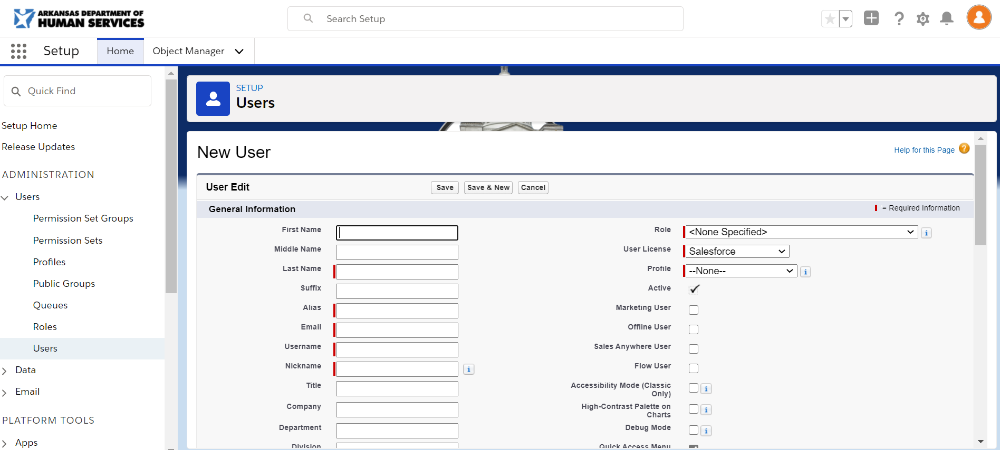 ARKANSAS DEPARTMENT OF
HUMAN SERVICES
Search Setup
Setup
Home
Object Manager
Quick Find
Setup Home
Release Updates
ADMINISTRATION
Users
Permission Set Groups
Permission Sets
Profiles
Public Groups
Queues
Roles
Users
Data
Email
PLATFORM TOOLS
Apps
SETUP
Users
New User
Help for this Page
User Edit
Save
Save & New
Cancel
General Information
= Required Information
First Name
Middle Name
Last Name
Suffix
Alias
Email
Username
Nickname
Title
Company
Department
Division
Role
<None Specified>
User License
Salesforce
Profile
--None--
Active
Marketing User
Offline User
Sales Anywhere User
Flow User
Accessibility Mode (Classic
Only)
High-Contrast Palette on
Charts
Debug Mode
Quick Access Menu